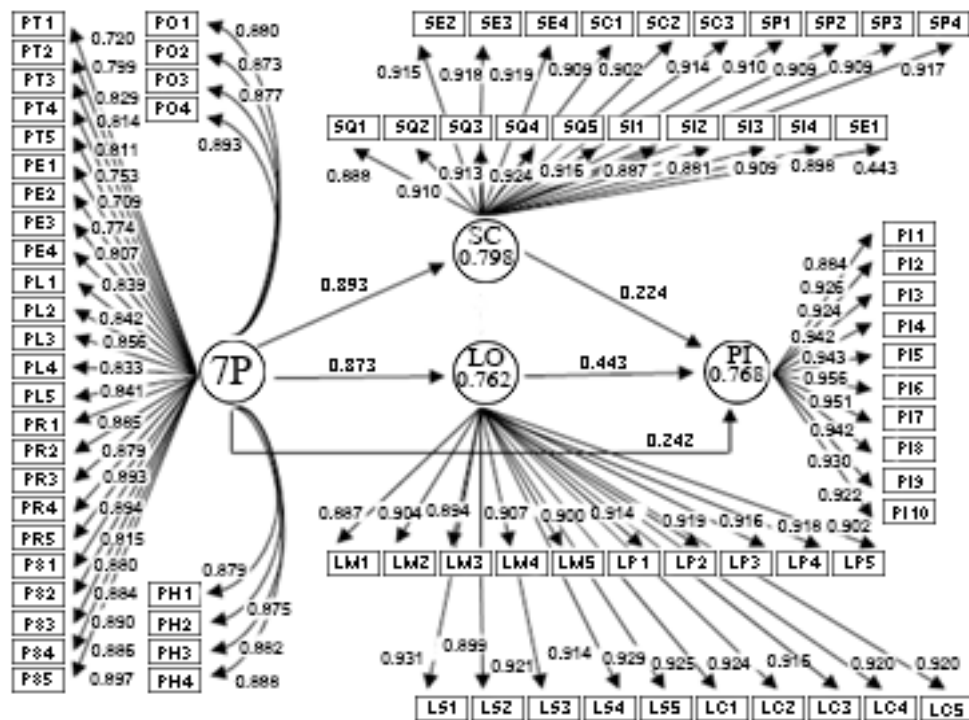 PT1
PT2
PT3
PT4
PT5
PE1
PE2
PE3
PE4
PL1
PL2
PL3
PL4
PL5
PR1
PR2
PR3
PR4
PR5
PS1
PS2
PS3
PS4
PS5
0.720
0.799
0.829
0.814
0.811
0.753
0.709
0.774
0.807
0.839
0.842
0.856
0.833
0.841
0.885
0.879
0.893
0.894
0.815
0.880
0.884
0.890
0.885
0.897
PO1
PO2
PO3
PO4
0.890
0.873
0.877
0.893
SE2 SE3 SE4 SC1 SC2 SC3 SP1 SP2 SP3 SP4
0.915 0.918 0.919 0.909 0.902 0.914 0.910 0.909 0.909 0.917
SQ1 SQ2 SQ3 SQ4 SQ5 SI1 SI2 SI3 SI4 SE1
0.888 0.910 0.913 0.924 0.916 0.887 0.881 0.909 0.898 0.443
SC
0.798
0.893
0.224
7P
0.873
LO
0.762
0.443
PI
0.768
0.242
PI1
PI2
PI3
PI4
PI5
PI6
PI7
PI8
PI9
PI10
0.884
0.926
0.924
0.942
0.943
0.956
0.951
0.942
0.930
0.922
0.887 0.904 0.894 0.907 0.900 0.914 0.919 0.916 0.918 0.902
LM1 LM2 LM3 LM4 LM5 LP1 LP2 LP3 LP4 LP5
0.879
0.875
0.882
0.888
PH1
PH2
PH3
PH4
0.931 0.899 0.921 0.914 0.929 0.925 0.924 0.915 0.920 0.920
LS1 LS2 LS3 LS4 LS5 LC1 LC2 LC3 LC4 LC5